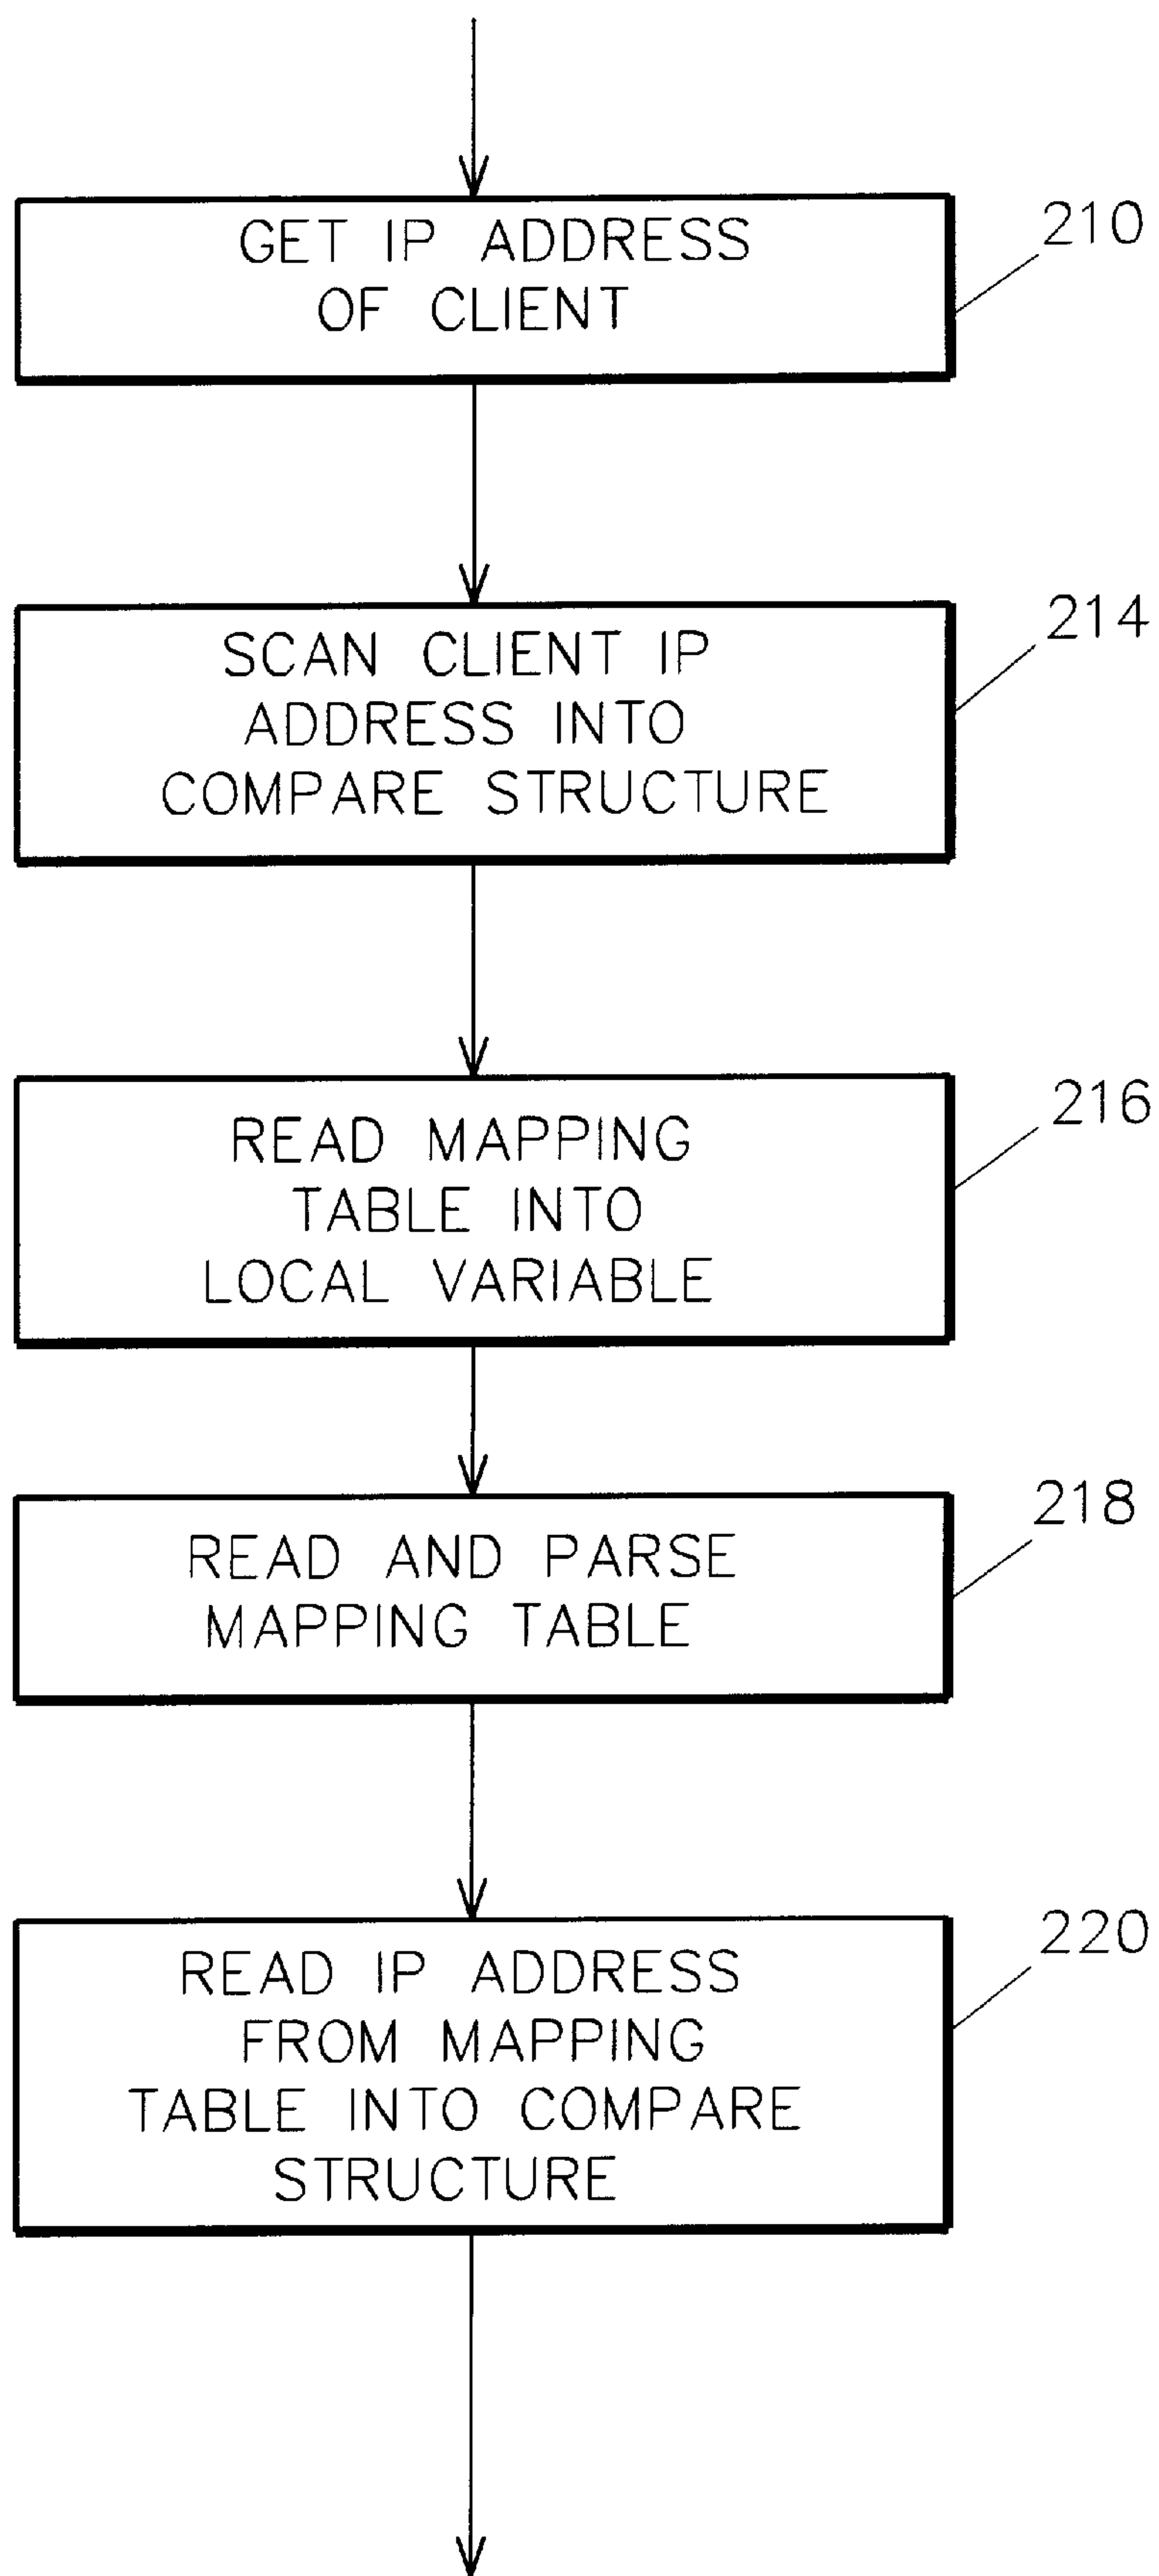 GET IP ADDRESS
OF CLIENT
210
SCAN CLIENT IP
ADDRESS INTO
COMPARE STRUCTURE
214
READ MAPPING
TABLE INTO
LOCAL VARIABLE
216
READ AND PARSE
MAPPING TABLE
218
READ IP ADDRESS
FROM MAPPING
TABLE INTO COMPARE
STRUCTURE
220